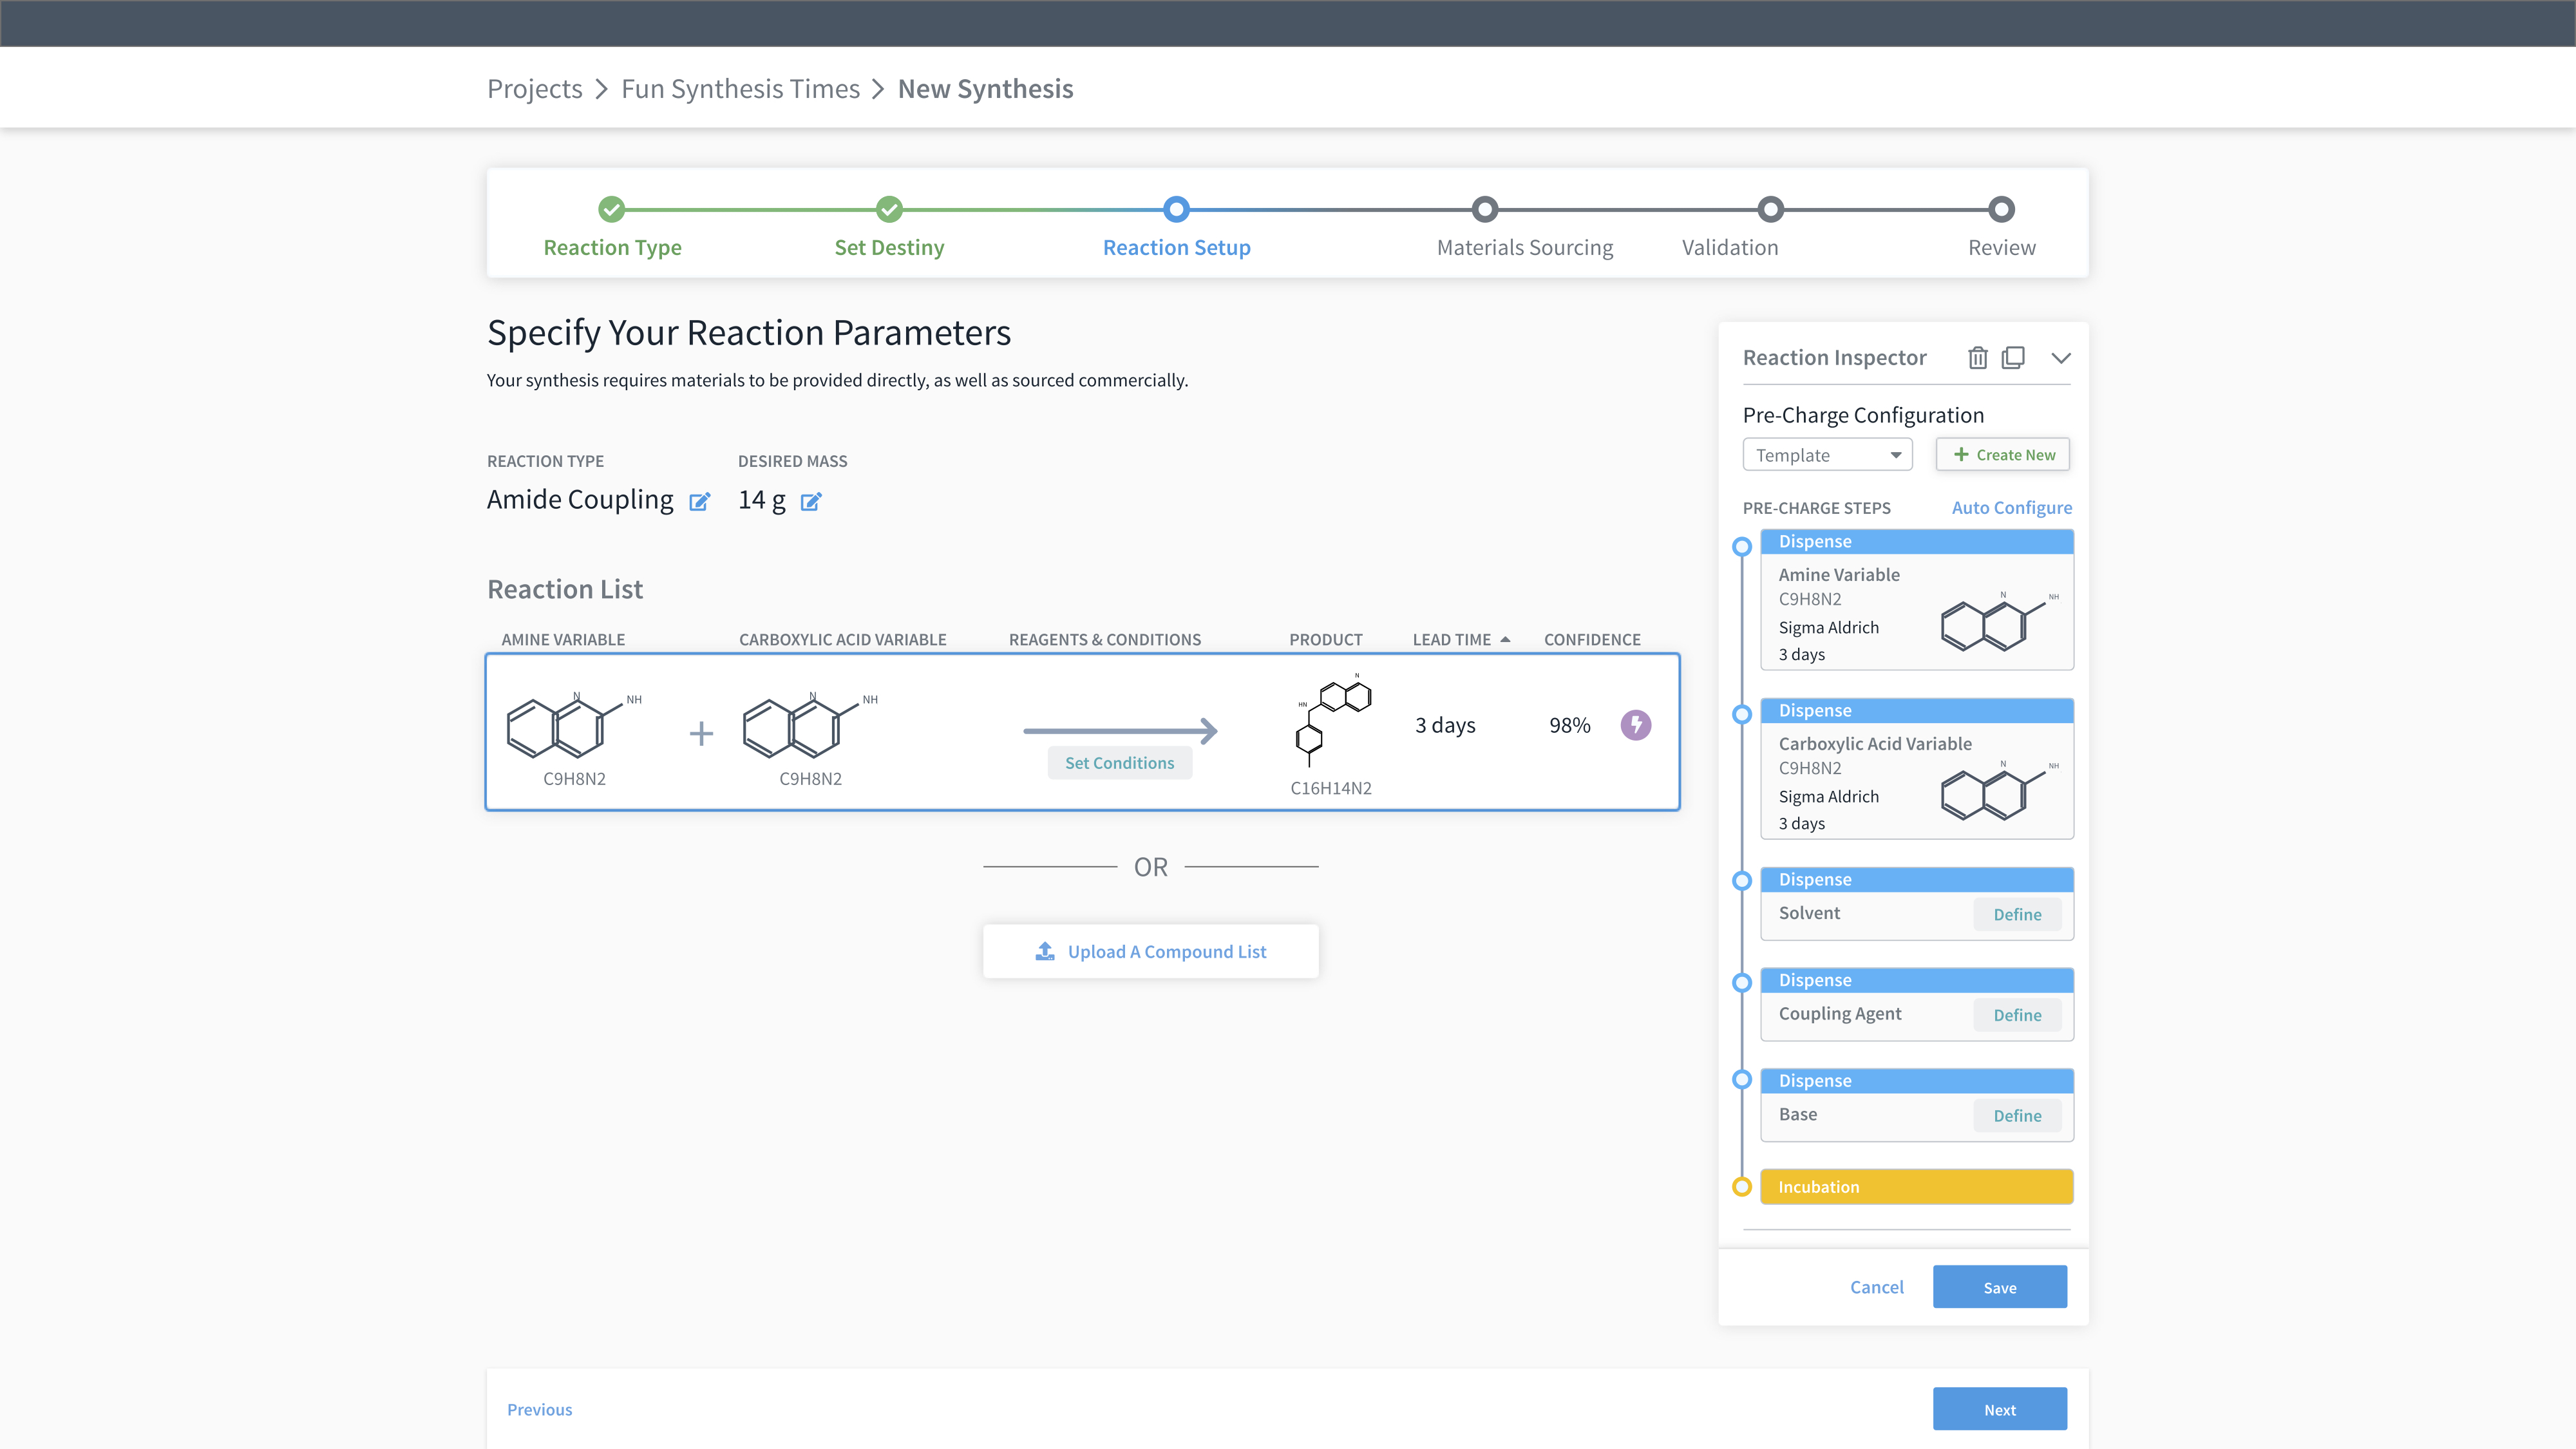 Projects > Fun Synthesis Times > New Synthesis
Reaction Type
Set Destiny
Reaction Setup
Materials Sourcing
Validation
Review
Specify Your Reaction Parameters
Your synthesis requires materials to be provided directly, as well as sourced commercially.
REACTION TYPE
DESIRED MASS
Amide Coupling
14 g
Reaction List
AMINE VARIABLE
CARBOXYLIC ACID VARIABLE
REAGENTS & CONDITIONS
PRODUCT
LEAD TIME
CONFIDENCE
N
NH
C9H8N2
+
N
NH
C9H8N2
Set Conditions
N
HN
C16H14N2
3 days
98%
OR
Upload A Compound List
Reaction Inspector
Pre-Charge Configuration
Template
+ Create New
PRE-CHARGE STEPS
Auto Configure
Dispense
Amine Variable
C9H8N2
Sigma Aldrich
3 days
N
NH
Dispense
Carboxylic Acid Variable
C9H8N2
Sigma Aldrich
3 days
N
NH
Dispense
Solvent
Define
Dispense
Coupling Agent
Define
Dispense
Base
Define
Incubation
Cancel
Save
Previous
Next